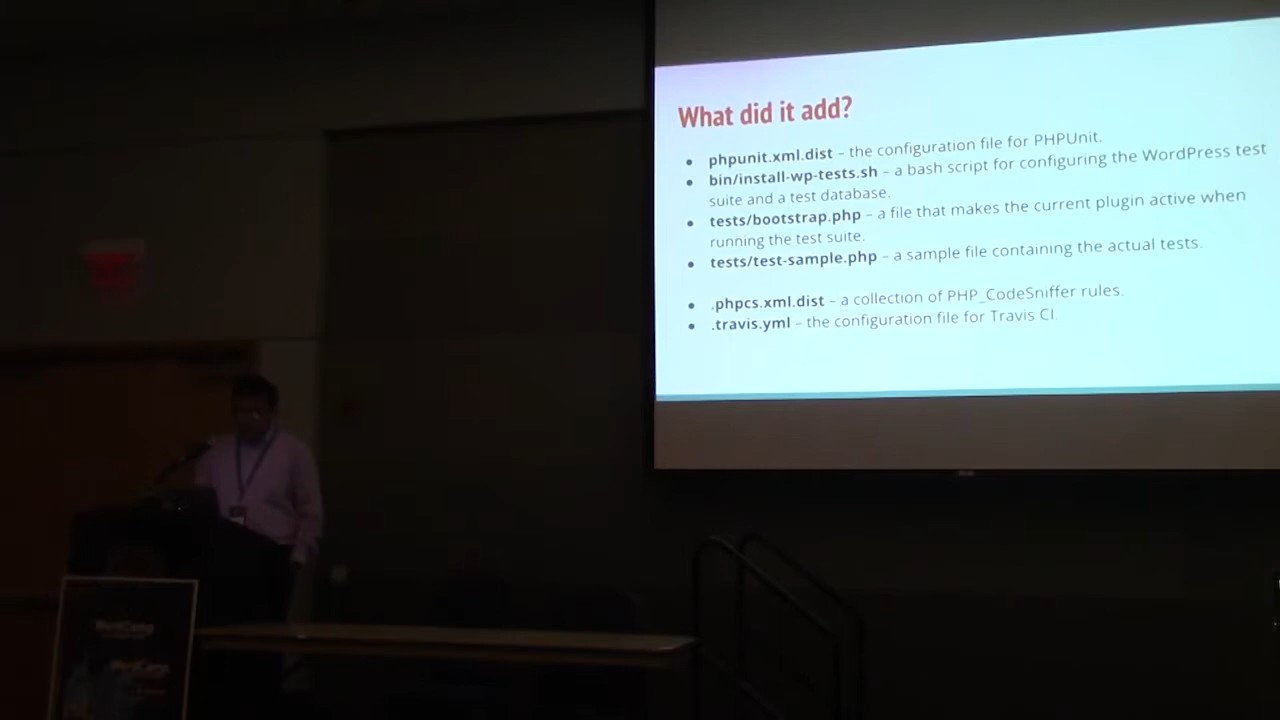 What did it add?
● phpunit.xml.dist – the configuration file for PHPUnit.
● bin/install-wp-tests.sh – a bash script for configuring the WordPress test
suite and a test database.
● tests/bootstrap.php – a file that makes the current plugin active when
running the test suite.
● tests/test-sample.php – a sample file containing the actual tests.
● .phpcs.xml.dist – a collection of PHP_CodeSniffer rules.
● .travis.yml – the configuration file for Travis CI.